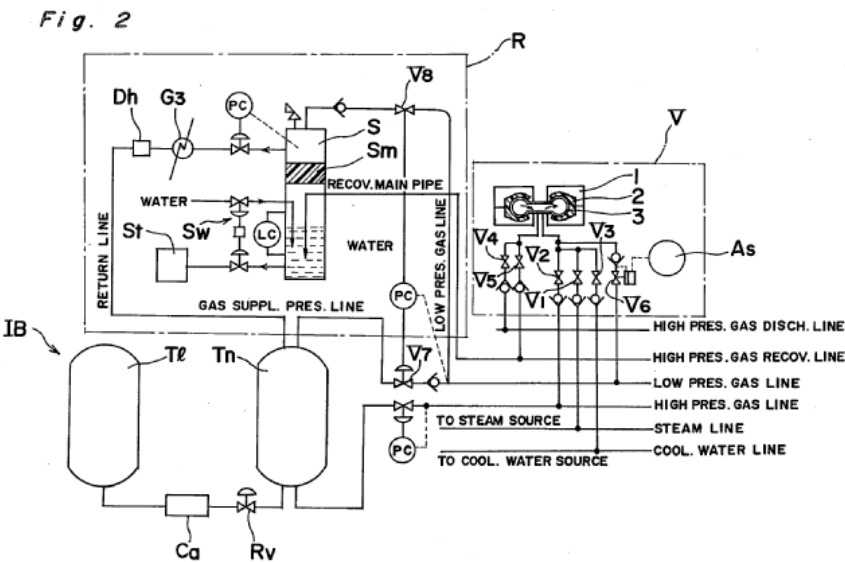 Fig. 2
R
V8
Dh
G3
PC
S
Sm
V
1
2
3
RECOV. MAIN PIPE
WATER
Sw
St
LC
WATER
RETURN LINE
LOW PRES. GAS LINE
V4
V5
V2
V3
V1
V6
As
GAS SUPPL. PRES. LINE
PC
IB
Tl
Tn
V7
HIGH PRES. GAS DISCH. LINE
HIGH PRES. GAS RECOV. LINE
LOW PRES. GAS LINE
HIGH PRES. GAS LINE
TO STEAM SOURCE
STEAM LINE
PC
TO COOL. WATER SOURCE
COOL. WATER LINE
Ca
Rv